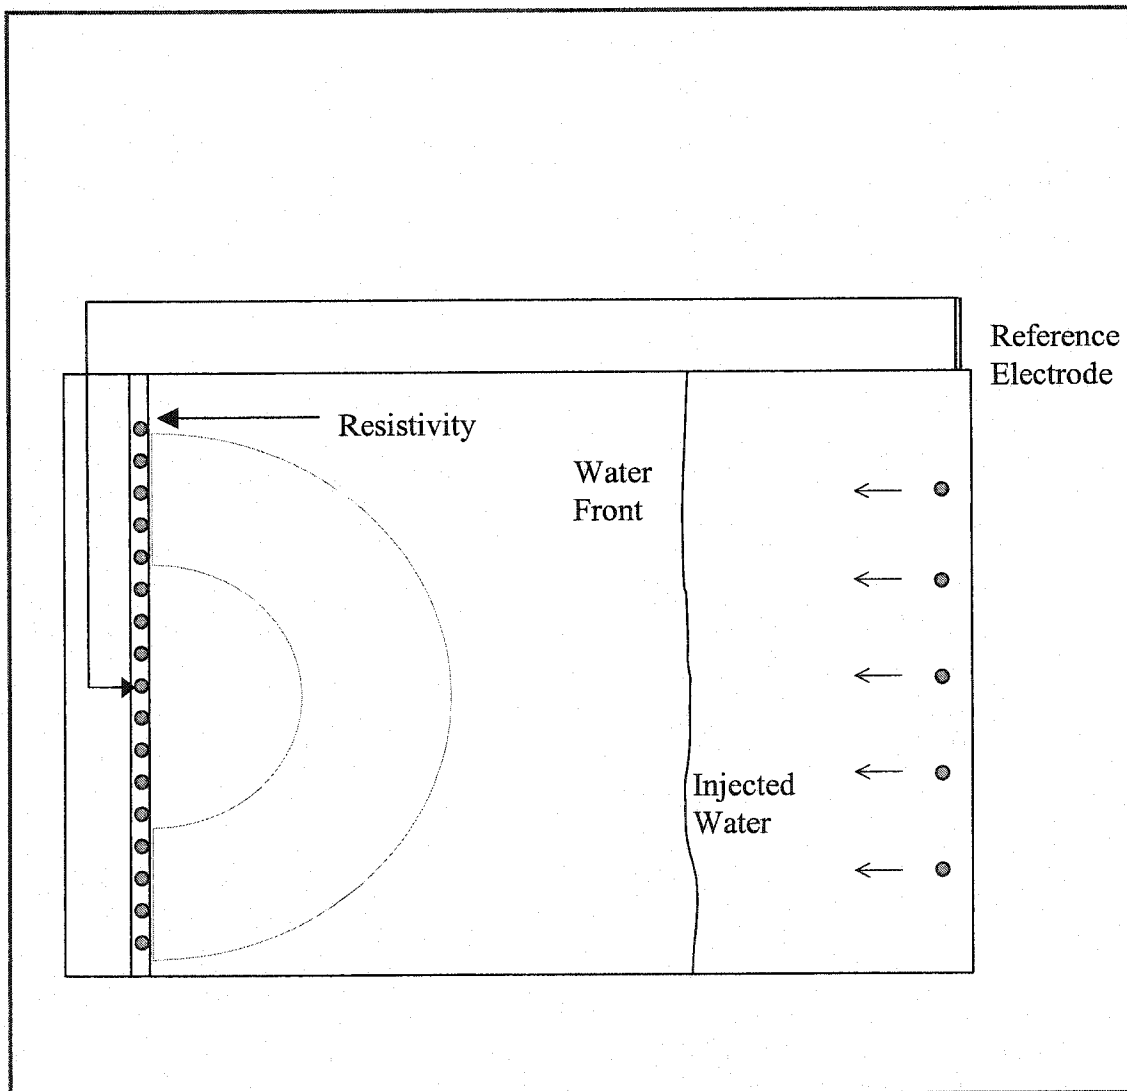 Reference
Electrode
Resistivity
Water
Front
Injected
Water